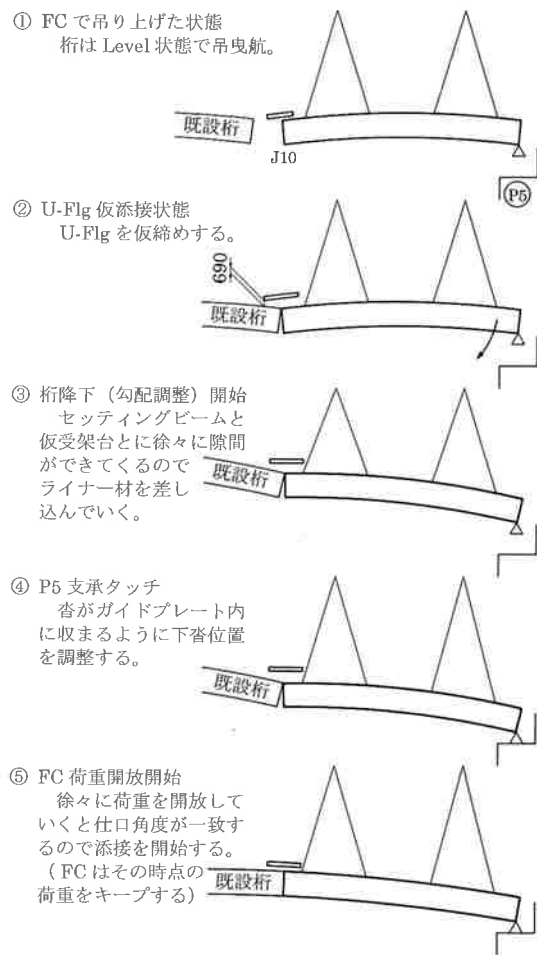 ① FC で吊り上げた状態
桁は Level 状態で吊曳航。
既設桁
J10
P5
② U-Flg 仮添接状態
U-Flg を仮締めする。
690
既設桁
③ 桁降下（勾配調整）開始
セッティングビームと
仮受架台とに徐々に隙間
ができてくるので
ライナー材を差し
込んでいく。
既設桁
④ P5 支承タッチ
沓がガイドプレート内
に収まるように下沓位置
を調整する。
既設桁
⑤ FC 荷重開放開始
徐々に荷重を開放して
いくと仕口角度が一致す
るので添接を開始する。
（FC はその時点の
荷重をキープする）
既設桁